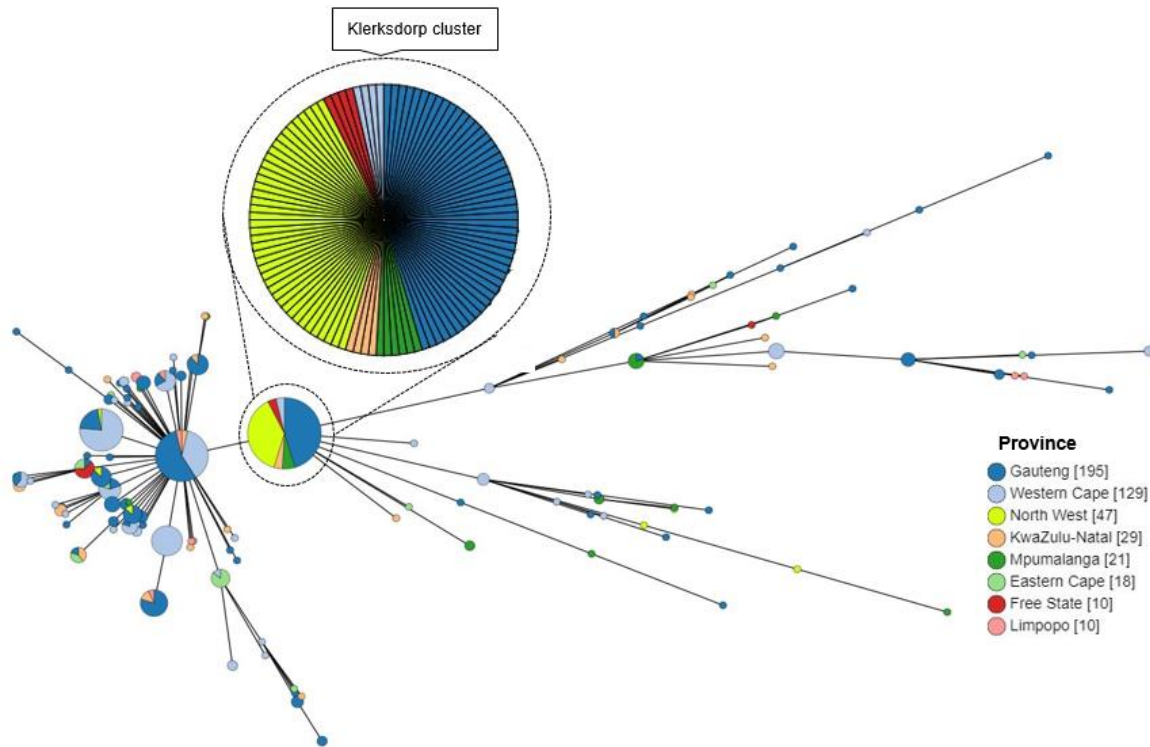 Klerksdorp cluster
Province
Gauteng [195]
Western Cape [129]
North West [47]
KwaZulu-Natal [29]
Mpumalanga [21]
Eastern Cape [18]
Free State [10]
Limpopo [10]